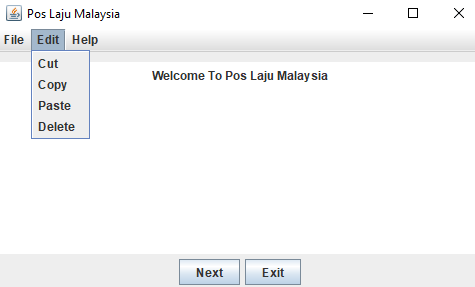 Pos Laju Malaysia
File Edit Help
Cut
Copy
Paste
Delete
Welcome To Pos Laju Malaysia
Next Exit